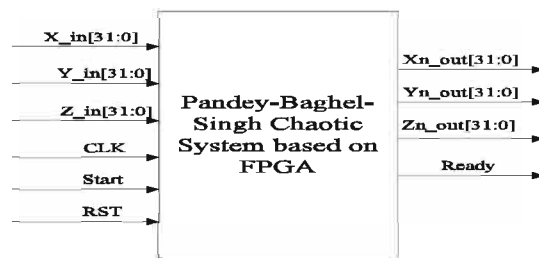 X_in[31:0]
Y_in[31:0]
Z_in[31:0]
CLK
Start
RST
Pandey-Baghel-
Singh Chaotic
System based on
FPGA
Xn_out[31:0]
Yn_out[31:0]
Zn_out[31:0]
Ready